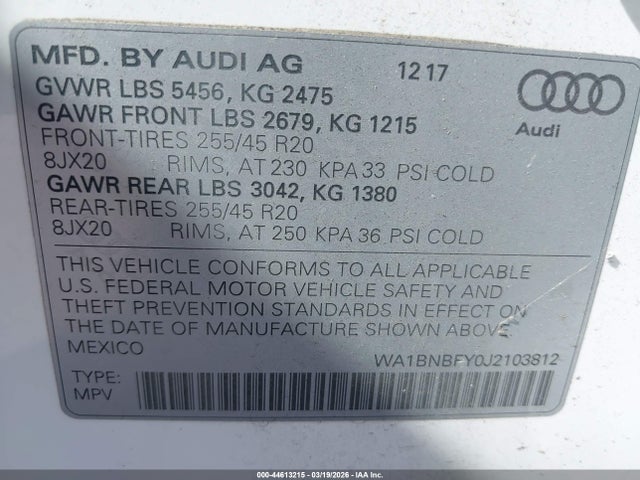 MFD. BY AUDI AG 12 17
GVWR LBS 5456, KG 2475
GAWR FRONT LBS 2679, KG 1215
Audi
FRONT-TIRES 255/45 R20
8JX20 RIMS, AT 230 KPA 33 PSI COLD
GAWR REAR LBS 3042, KG 1380
REAR-TIRES 255/45 R20
8JX20 RIMS, AT 250 KPA 36 PSI COLD
THIS VEHICLE CONFORMS TO ALL APPLICABLE
U.S. FEDERAL MOTOR VEHICLE SAFETY AND
THEFT PREVENTION STANDARDS IN EFFECT ON
THE DATE OF MANUFACTURE SHOWN ABOVE
MEXICO
WA1BNBFY0J2103812
TYPE:
MPV
000-44613215 - 03/19/2026 - IAA Inc.